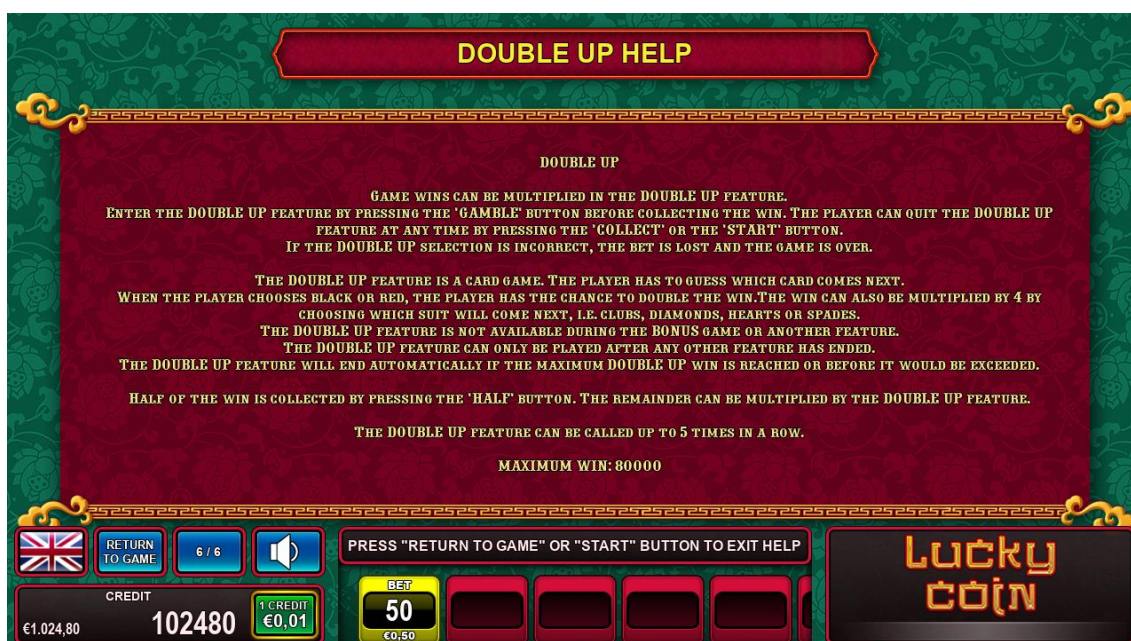 DOUBLE UP HELP
DOUBLE UP
GAME WINS CAN BE MULTIPLIED IN THE DOUBLE UP FEATURE.
ENTER THE DOUBLE UP FEATURE BY PRESSING THE 'GAMBLE' BUTTON BEFORE COLLECTING THE WIN. THE PLAYER CAN QUIT THE DOUBLE UP
FEATURE AT ANY TIME BY PRESSING THE 'COLLECT' OR THE 'START' BUTTON.
IF THE DOUBLE UP SELECTION IS INCORRECT, THE BET IS LOST AND THE GAME IS OVER.
THE DOUBLE UP FEATURE IS A CARD GAME. THE PLAYER HAS TO GUESS WHICH CARD COMES NEXT.
WHEN THE PLAYER CHOOSES BLACK OR RED, THE PLAYER HAS THE CHANCE TO DOUBLE THE WIN.THE WIN CAN ALSO BE MULTIPLIED BY 4 BY
CHOOSING WHICH SUIT WILL COME NEXT, I.E. CLUBS, DIAMONDS, HEARTS OR SPADES.
THE DOUBLE UP FEATURE IS NOT AVAILABLE DURING THE BONUS GAME OR ANOTHER FEATURE.
THE DOUBLE UP FEATURE CAN ONLY BE PLAYED AFTER ANY OTHER FEATURE HAS ENDED.
THE DOUBLE UP FEATURE WILL END AUTOMATICALLY IF THE MAXIMUM DOUBLE UP WIN IS REACHED OR BEFORE IT WOULD BE EXCEEDED.
HALF OF THE WIN IS COLLECTED BY PRESSING THE 'HALF' BUTTON. THE REMAINDER CAN BE MULTIPLIED BY THE DOUBLE UP FEATURE.
THE DOUBLE UP FEATURE CAN BE CALLED UP TO 5 TIMES IN A ROW.
MAXIMUM WIN: 80000
RETURN
TO GAME
6 / 6
PRESS "RETURN TO GAME" OR "START" BUTTON TO EXIT HELP
CREDIT
€1.024,80
102480
1 CREDIT
€0,01
BET
50
€0,50
LUCKY
COIN